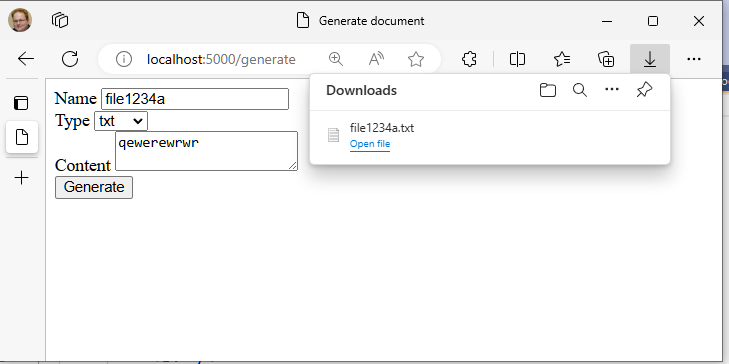 Generate document
localhost:5000/generate
Downloads
file1234a.txt
Open file
Name file1234a
Type txt
qewerewrwr
Content
Generate